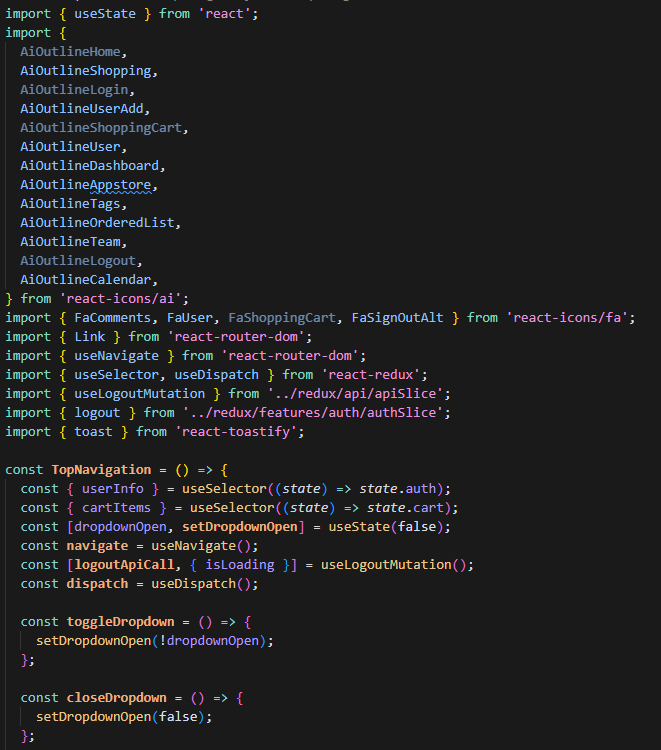 import { useState } from 'react';
import {
  AiOutlineHome,
  AiOutlineShopping,
  AiOutlineLogin,
  AiOutlineUserAdd,
  AiOutlineShoppingCart,
  AiOutlineUser,
  AiOutlineDashboard,
  AiOutlineAppstore,
  AiOutlineTags,
  AiOutlineOrderedList,
  AiOutlineTeam,
  AiOutlineLogout,
  AiOutlineCalendar,
} from 'react-icons/ai';
import { FaComments, FaUser, FaShoppingCart, FaSignOutAlt } from 'react-icons/fa';
import { Link } from 'react-router-dom';
import { useNavigate } from 'react-router-dom';
import { useSelector, useDispatch } from 'react-redux';
import { useLogoutMutation } from '../redux/api/apiSlice';
import { logout } from '../redux/features/auth/authSlice';
import { toast } from 'react-toastify';

const TopNavigation = () => {
  const { userInfo } = useSelector((state) => state.auth);
  const { cartItems } = useSelector((state) => state.cart);
  const [dropdownOpen, setDropdownOpen] = useState(false);
  const navigate = useNavigate();
  const [logoutApiCall, { isLoading }] = useLogoutMutation();
  const dispatch = useDispatch();

  const toggleDropdown = () => {
    setDropdownOpen(!dropdownOpen);
  };

  const closeDropdown = () => {
    setDropdownOpen(false);
  };